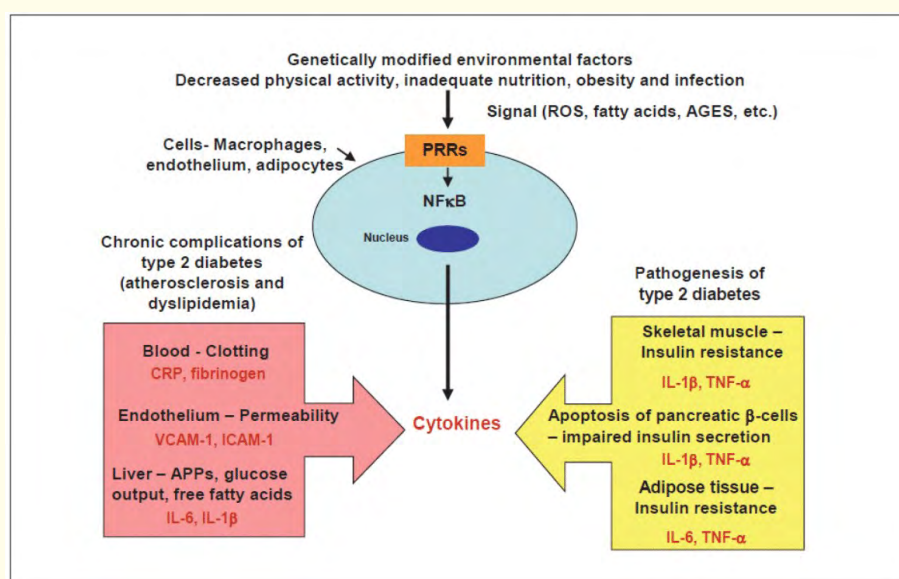 Genetically modified environmental factors
Decreased physical activity, inadequate nutrition, obesity and infection
Signal (ROS, fatty acids, AGES, etc.)
Cells- Macrophages,
endothelium, adipocytes
PRRs
NFκB
Nucleus
Chronic complications of
type 2 diabetes
(atherosclerosis and
dyslipidemia)
Blood - Clotting
CRP, fibrinogen
Endothelium – Permeability
VCAM-1, ICAM-1
Liver – APPs, glucose
output, free fatty acids
IL-6, IL-1β
Cytokines
Pathogenesis of
type 2 diabetes
Skeletal muscle –
Insulin resistance
IL-1β, TNF-α
Apoptosis of pancreatic β-cells
– impaired insulin secretion
IL-1β, TNF-α
Adipose tissue –
Insulin resistance
IL-6, TNF-α